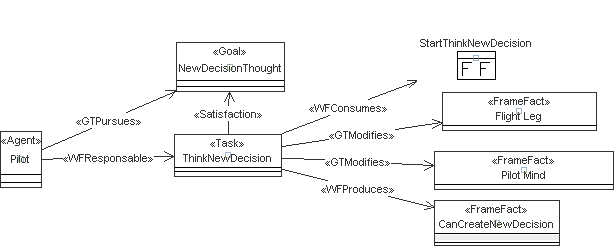 StartThinkNewDecision
«Goal»
NewDecisionThought
F F
«GTPursues»
«Satisfaction»
«WFConsumes»
«FrameFact»
Flight Leg
«Agent»
Pilot
«WFResponsable»
«Task»
ThinkNewDecision
«GTModifies»
«GTModifies»
«FrameFact»
Pilot Mind
«WFProduces»
«FrameFact»
CanCreateNewDecision